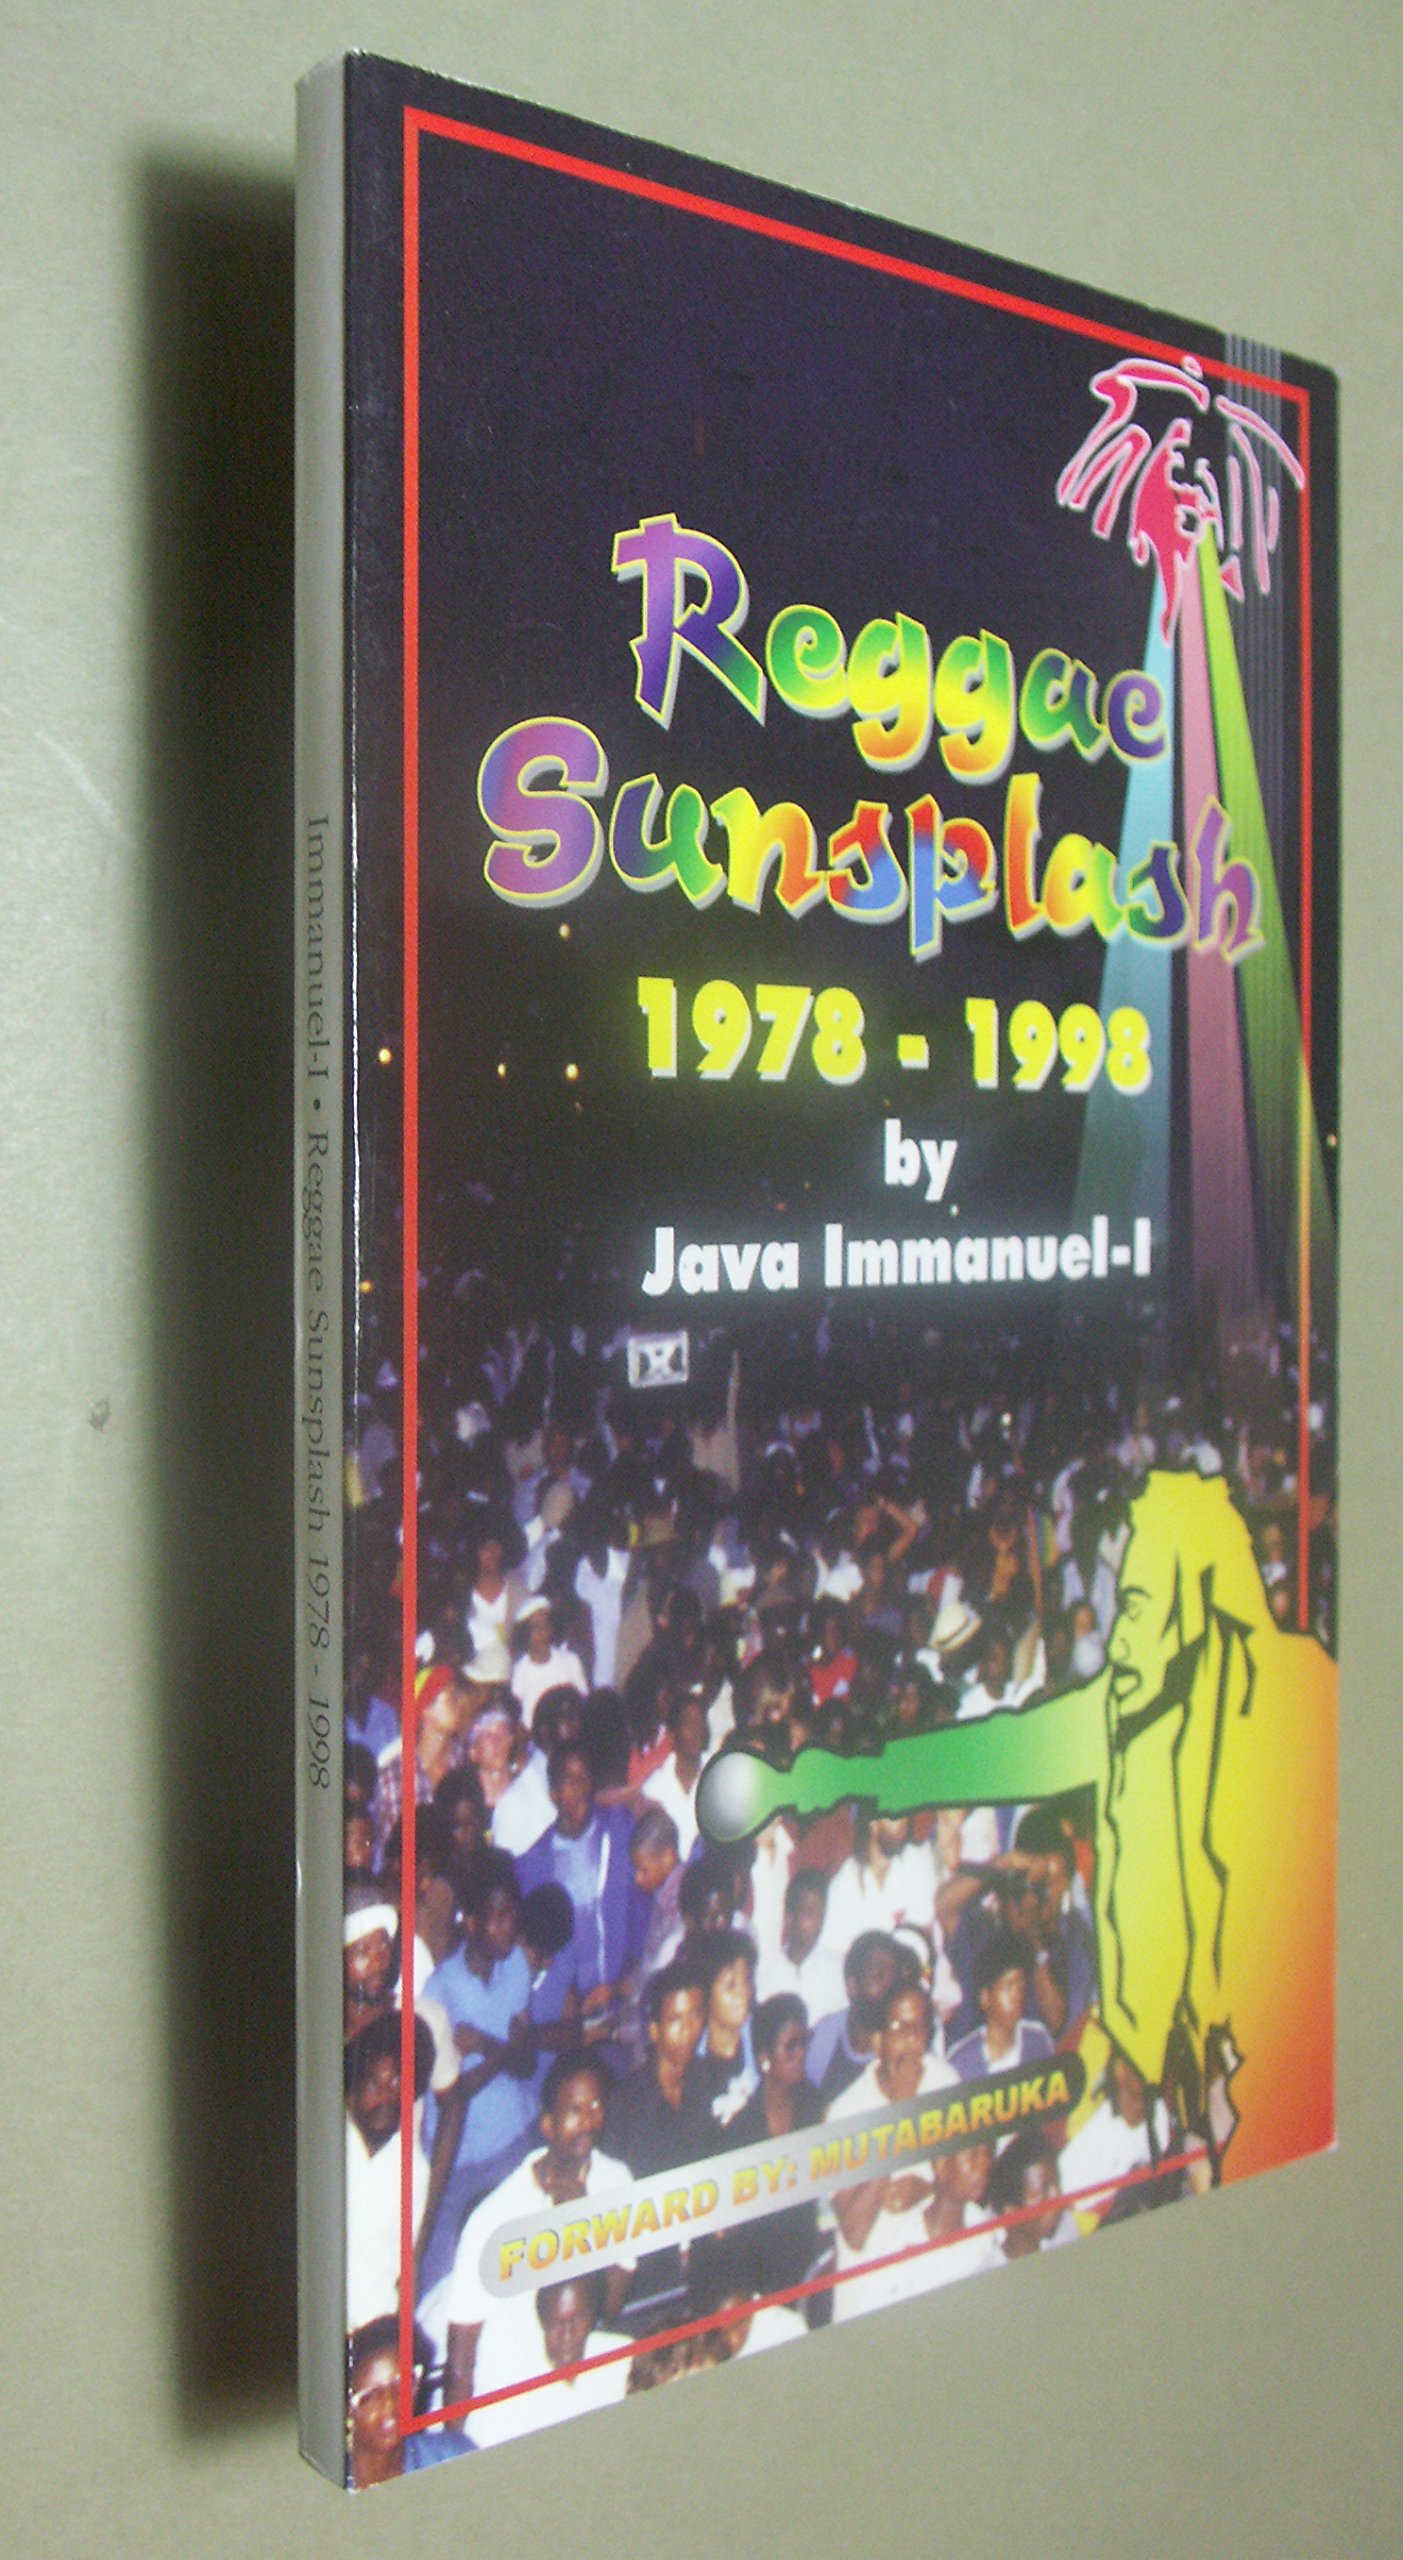 Reggae
Sunsplash
1978 - 1998
by
Java Immanuel-I
FORWARD BY: MUTABARUKA
Immanuel-I • Reggae Sunsplash 1978 - 1998